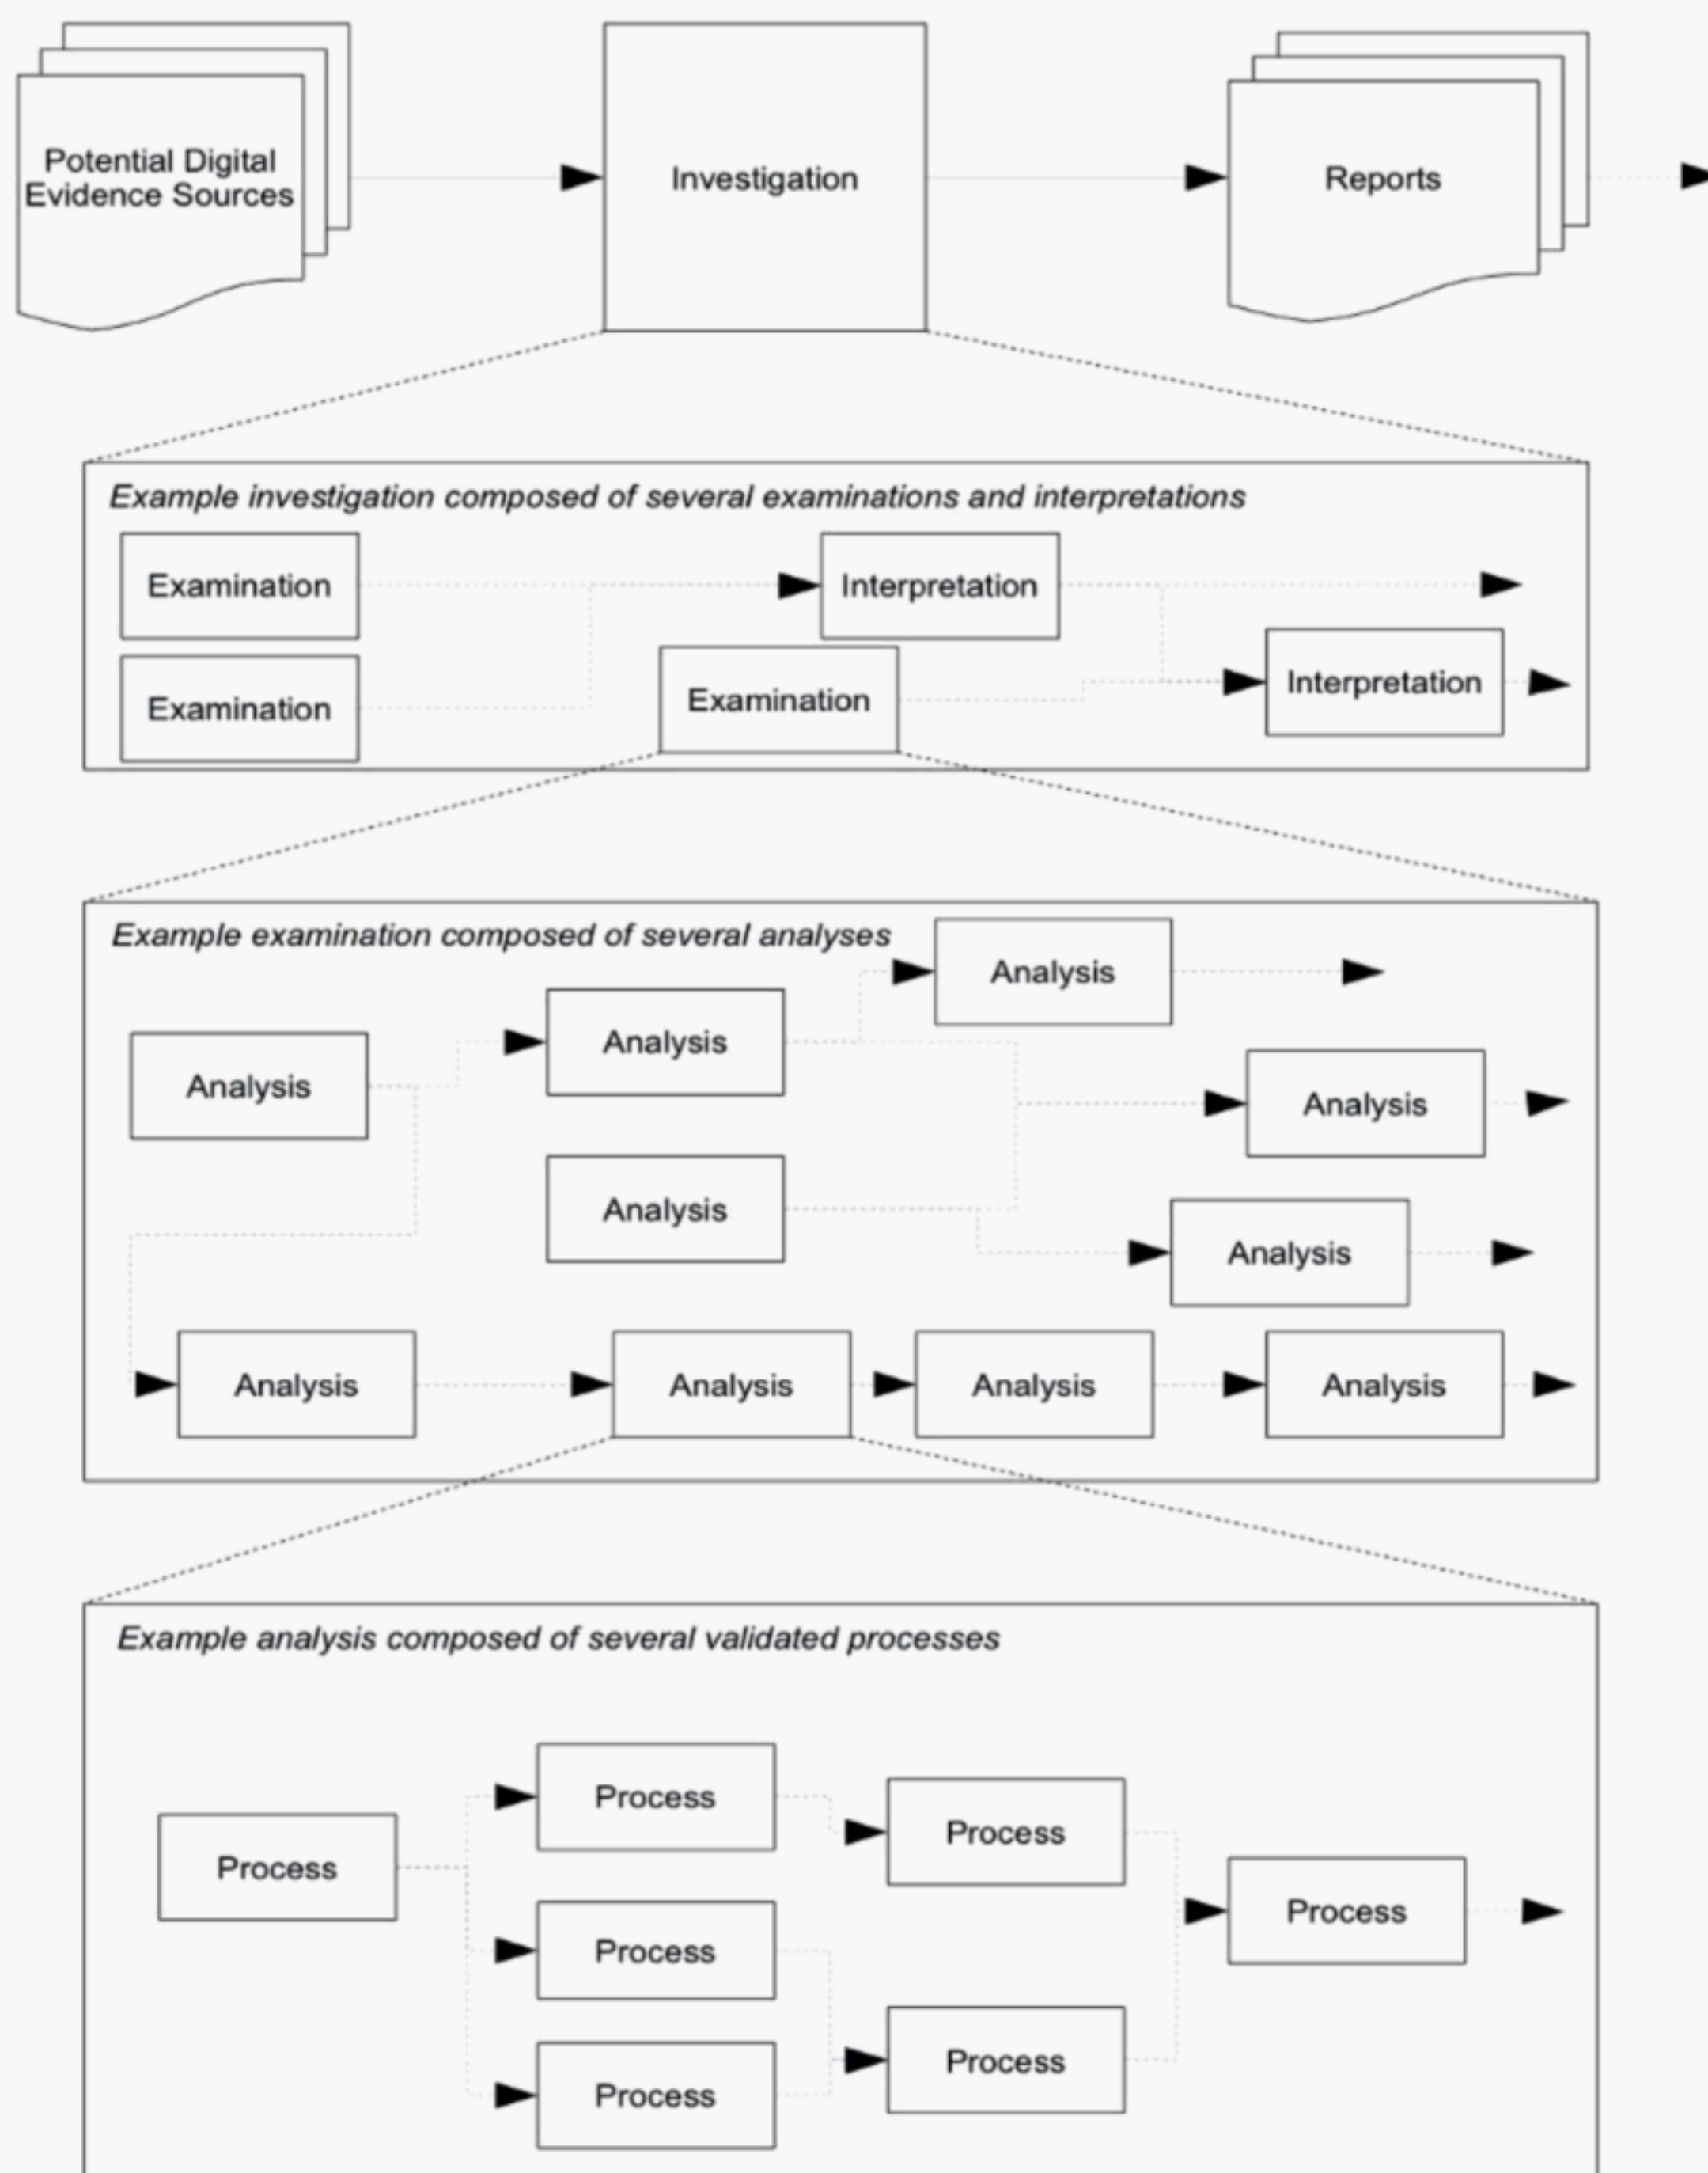 Potential Digital
Evidence Sources
Investigation
Reports
Example investigation composed of several examinations and interpretations
Examination
Interpretation
Examination
Examination
Interpretation
Example examination composed of several analyses
Analysis
Analysis
Analysis
Analysis
Analysis
Analysis
Analysis
Analysis
Analysis
Analysis
Example analysis composed of several validated processes
Process
Process
Process
Process
Process
Process
Process